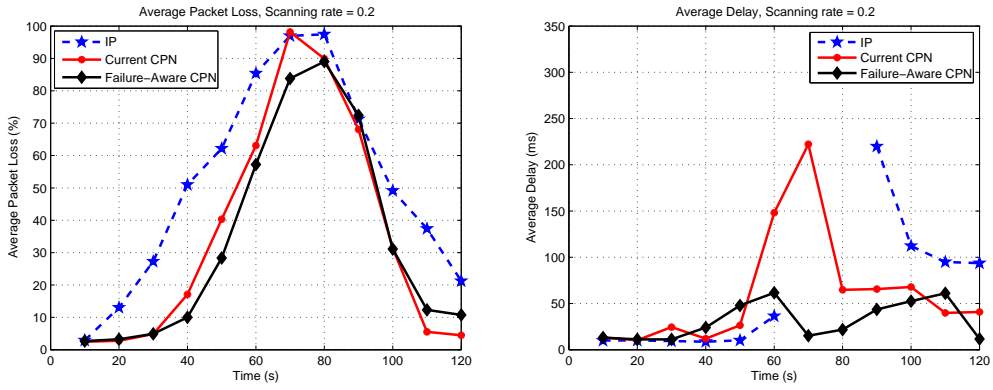 Average Packet Loss, Scanning rate = 0.2
100
90
80
70
60
50
40
30
20
10
0
Average Packet Loss (%)
IP
Current CPN
Failure−Aware CPN
0 20 40 60 80 100 120
Time (s)
Average Delay, Scanning rate = 0.2
350
300
250
200
150
100
50
0
Average Delay (ms)
IP
Current CPN
Failure−Aware CPN
0 20 40 60 80 100 120
Time (s)